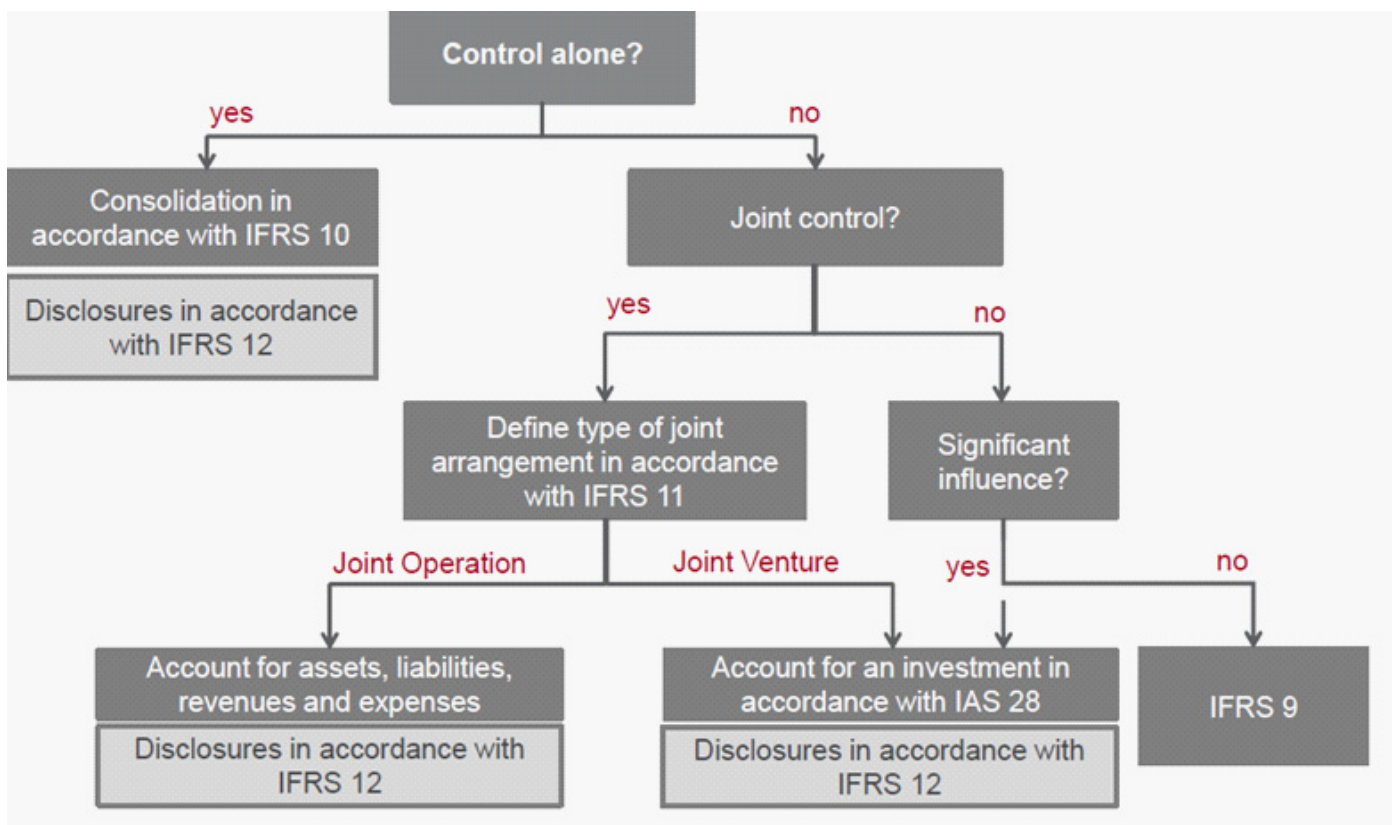 Control alone?
yes
no
Consolidation in
accordance with IFRS 10
Joint control?
Disclosures in accordance
with IFRS 12
yes
no
Define type of joint
arrangement in accordance
with IFRS 11
Significant
influence?
Joint Operation
Joint Venture
yes
no
Account for assets, liabilities,
revenues and expenses
Account for an investment in
accordance with IAS 28
IFRS 9
Disclosures in accordance with
IFRS 12
Disclosures in accordance with
IFRS 12